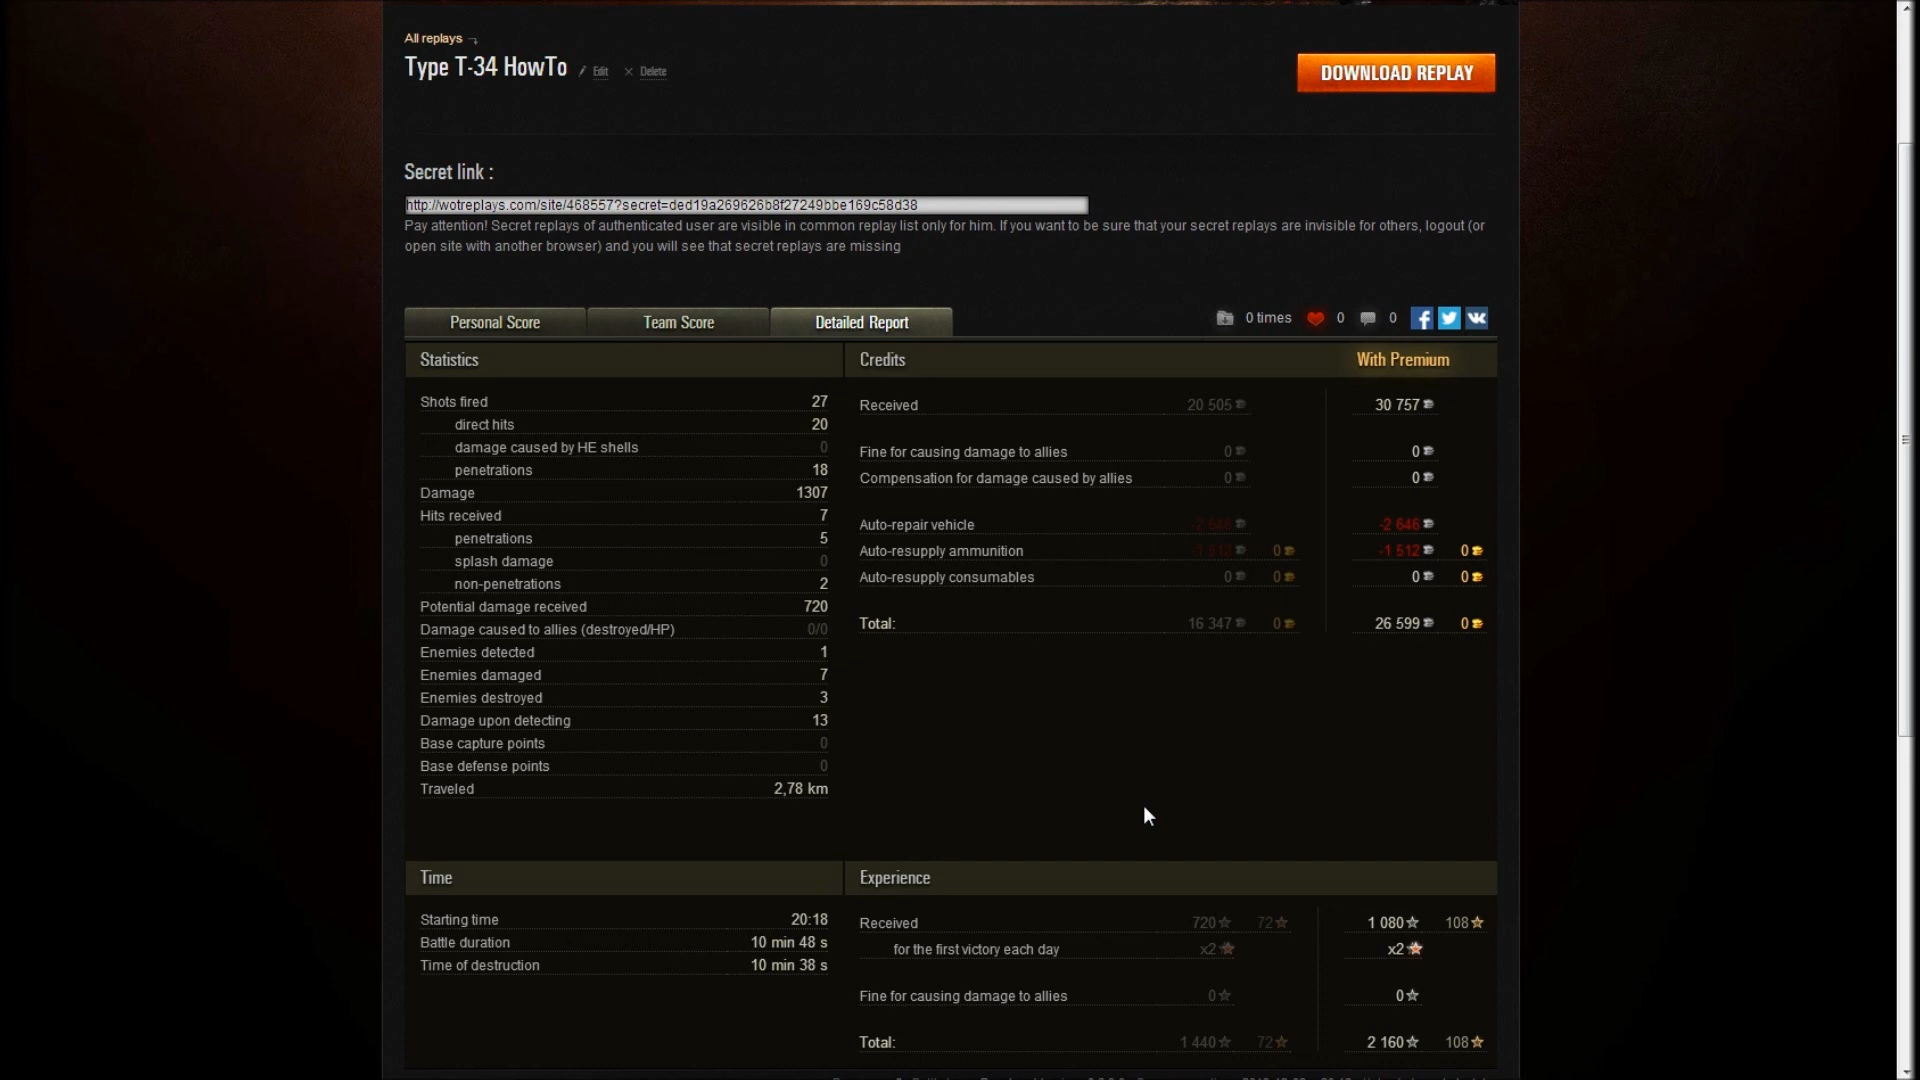 All replays
Type T-34 HowTo Edit Delete
DOWNLOAD REPLAY
Secret link :
http://wotreplays.com/site/468557?secret=ded19a269626b8f27249bbe169c58d38
Pay attention! Secret replays of authenticated user are visible in common replay list only for him. If you want to be sure that your secret replays are invisible for others, logout (or
open site with another browser) and you will see that secret replays are missing
Personal Score Team Score Detailed Report 0 times 0 0
Statistics
Shots fired 27
direct hits 20
damage caused by HE shells 0
penetrations 18
Damage 1307
Hits received 7
penetrations 5
splash damage 0
non-penetrations 2
Potential damage received 720
Damage caused to allies (destroyed/HP) 0/0
Enemies detected 1
Enemies damaged 7
Enemies destroyed 3
Damage upon detecting 13
Base capture points 0
Base defense points 0
Traveled 2,78 km
Credits With Premium
Received 20 505 30 757
Fine for causing damage to allies 0 0
Compensation for damage caused by allies 0 0
Auto-repair vehicle -2 646 -2 646
Auto-resupply ammunition -1 512 0 -1 512 0
Auto-resupply consumables 0 0 0 0
Total: 16 347 0 26 599 0
Time
Starting time 20:18
Battle duration 10 min 48 s
Time of destruction 10 min 38 s
Experience
Received 720 72 1 080 108
for the first victory each day x2 x2
Fine for causing damage to allies 0 0
Total: 1 440 72 2 160 108